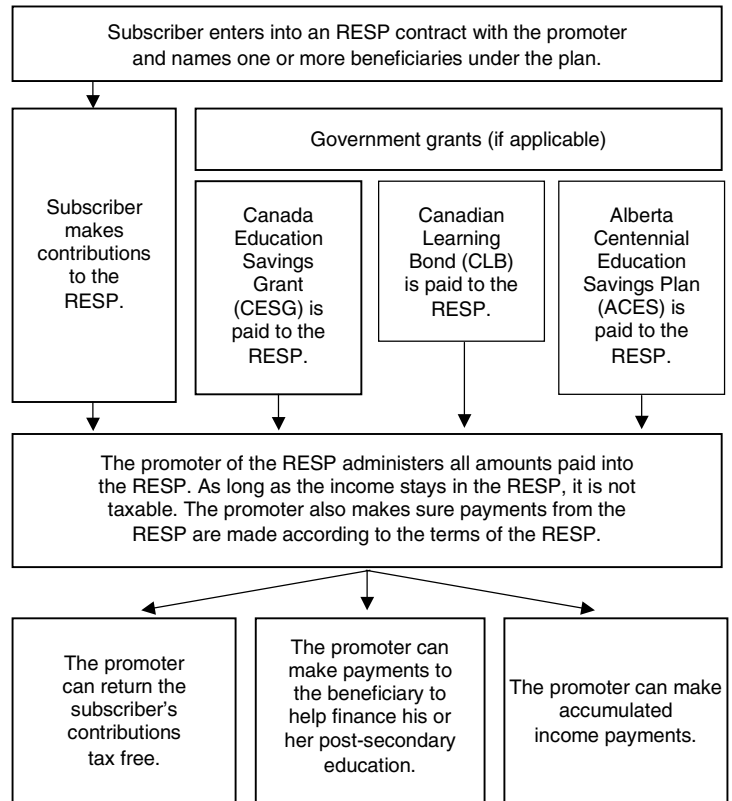 Subscriber enters into an RESP contract with the promoter
and names one or more beneficiaries under the plan.
Subscriber
makes
contributions
to the
RESP.
Government grants (if applicable)
Canada
Education
Savings
Grant
(CESG) is
paid to the
RESP.
Canadian
Learning
Bond (CLB)
is paid to the
RESP.
Alberta
Centennial
Education
Savings Plan
(ACES) is
paid to the
RESP.
The promoter of the RESP administers all amounts paid into
the RESP. As long as the income stays in the RESP, it is not
taxable. The promoter also makes sure payments from the
RESP are made according to the terms of the RESP.
The promoter
can return the
subscriber's
contributions
tax free.
The promoter can
make payments to
the beneficiary to
help finance his or
her post-secondary
education.
The promoter can make
accumulated
income payments.